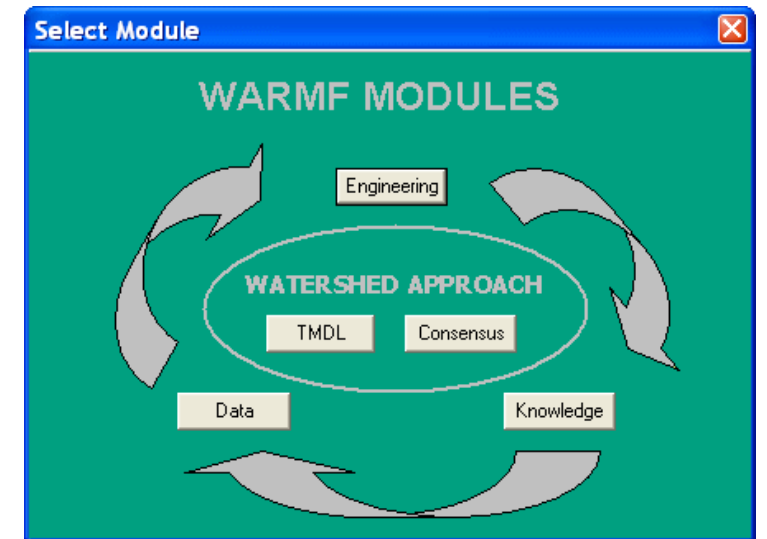 Select Module
WARMF MODULES
Engineering
WATERSHED APPROACH
TMDL Consensus
Data Knowledge